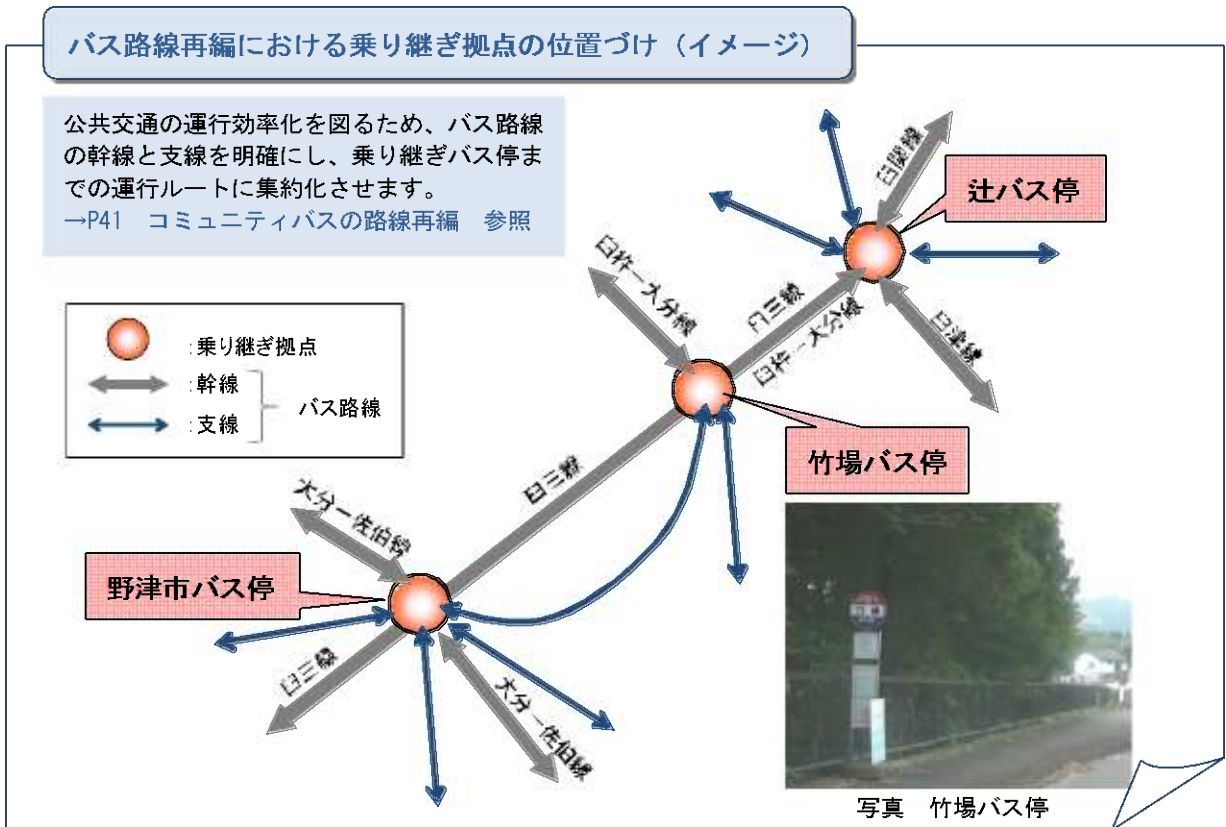 バス路線再編における乗り継ぎ拠点の位置づけ（イメージ）
公共交通の運行効率化を図るため、バス路線
の幹線と支線を明確にし、乗り継ぎバス停ま
での運行ルートに集約化させます。
→P41　コミュニティバスの路線再編　参照
：乗り継ぎ拠点
：幹線
：支線
バス路線
臼関線
辻バス停
臼杵－大分線
臼三線
臼杵－大分線
臼津線
竹場バス停
臼三線
大分－佐伯線
野津市バス停
臼三線
大分－佐伯線
写真　竹場バス停